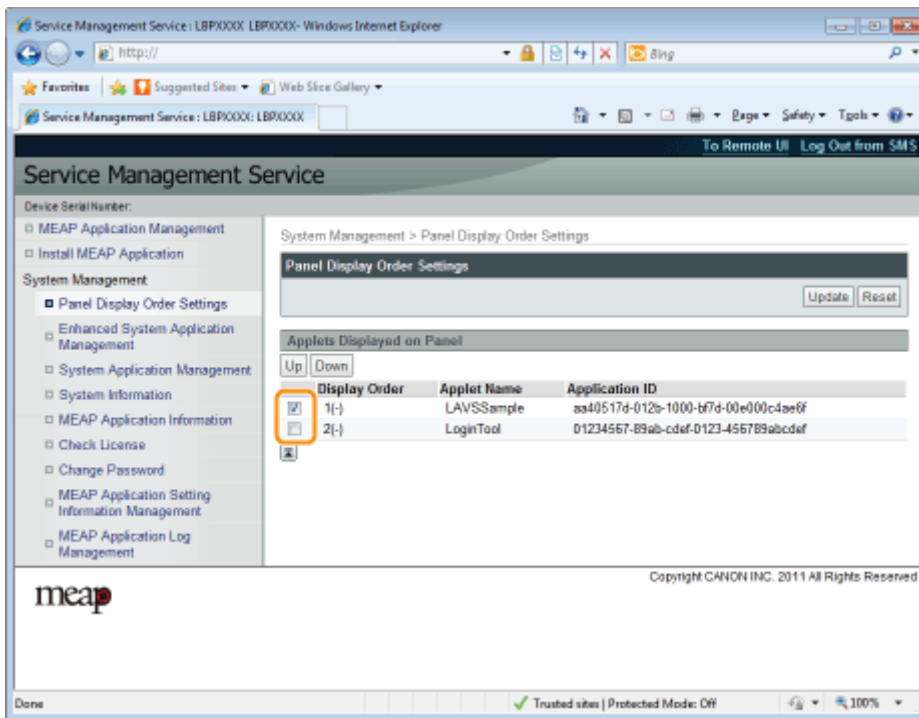 Service Management Service : LBPXXXX: LBPXXXX- Windows Internet Explorer
http://
Bing
Favorites Suggested Sites Web Slice Gallery
Service Management Service : LBPXXXX: LBPXXXX
Page Safety Tools
To Remote UI Log Out from SMS
Service Management Service
Device Serial Number:
MEAP Application Management
Install MEAP Application
System Management
Panel Display Order Settings
Enhanced System Application
Management
System Application Management
System Information
MEAP Application Information
Check License
Change Password
MEAP Application Setting
Information Management
MEAP Application Log
Management
System Management > Panel Display Order Settings
Panel Display Order Settings
Update Reset
Applets Displayed on Panel
Up Down
Display Order Applet Name Application ID
1(-) LAVSSample aa40517d-012b-1000-bf7d-00e000c4ae6f
2(-) LoginTool 01234567-89ab-cdef-0123-456789abcdef
Copyright CANON INC. 2011 All Rights Reserved
meap
Done Trusted sites | Protected Mode: Off 100%